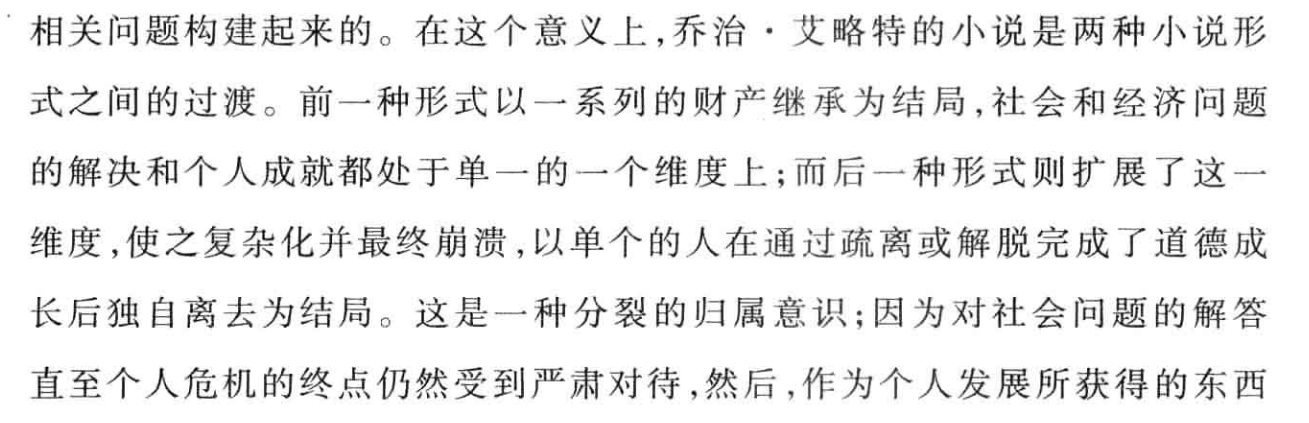 相关问题构建起来的。在这个意义上,乔治·艾略特的小说是两种小说形
式之间的过渡。前一种形式以一系列的财产继承为结局,社会和经济问题
的解决和个人成就都处于单一的一个维度上;而后一种形式则扩展了这一
维度,使之复杂化并最终崩溃,以单个的人在通过疏离或解脱完成了道德成
长后独自离去为结局。这是一种分裂的归属意识;因为对社会问题的解答
直至个人危机的终点仍然受到严肃对待,然后,作为个人发展所获得的东西